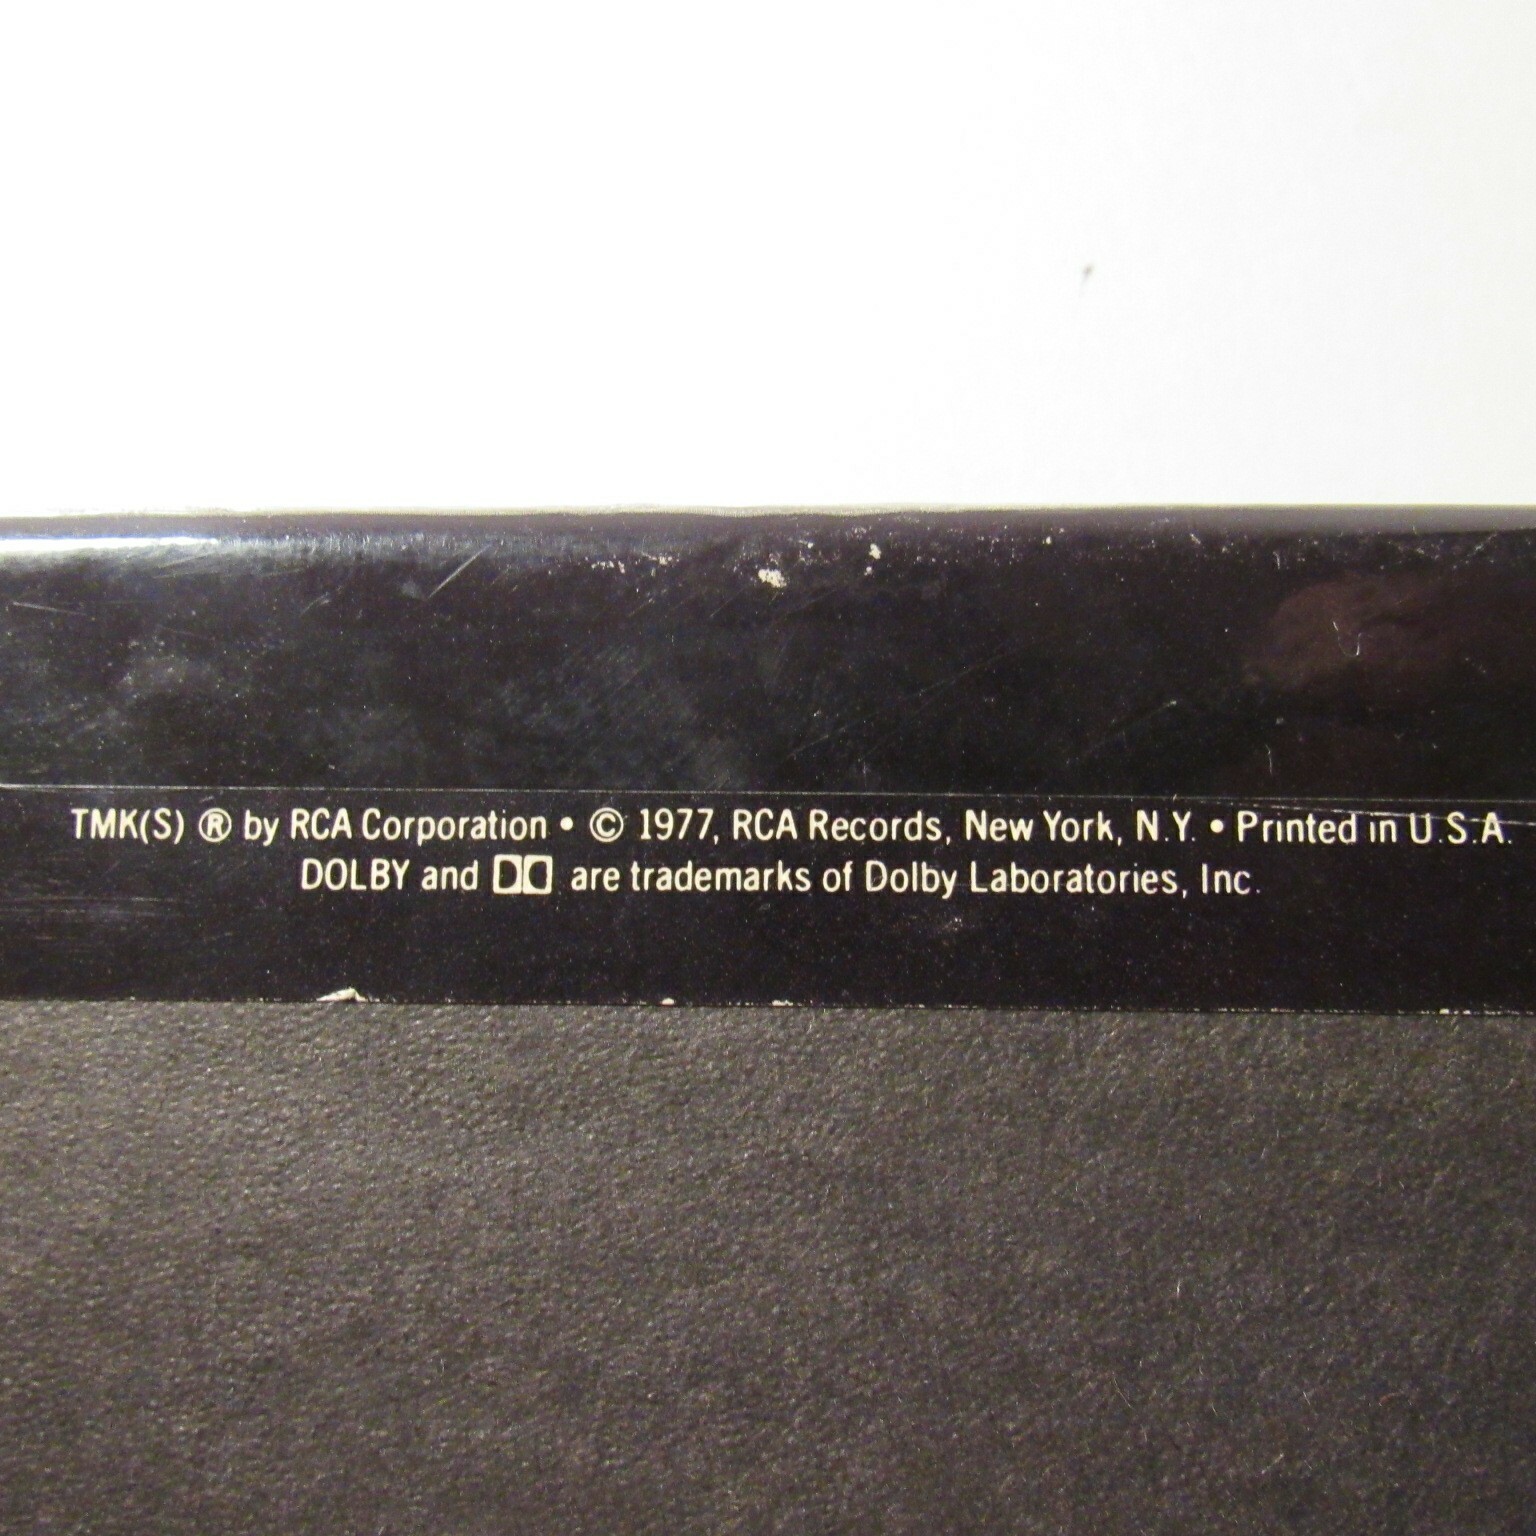 TMK(S) ® by RCA Corporation • © 1977, RCA Records, New York, N.Y. • Printed in U.S.A.
DOLBY and are trademarks of Dolby Laboratories, Inc.